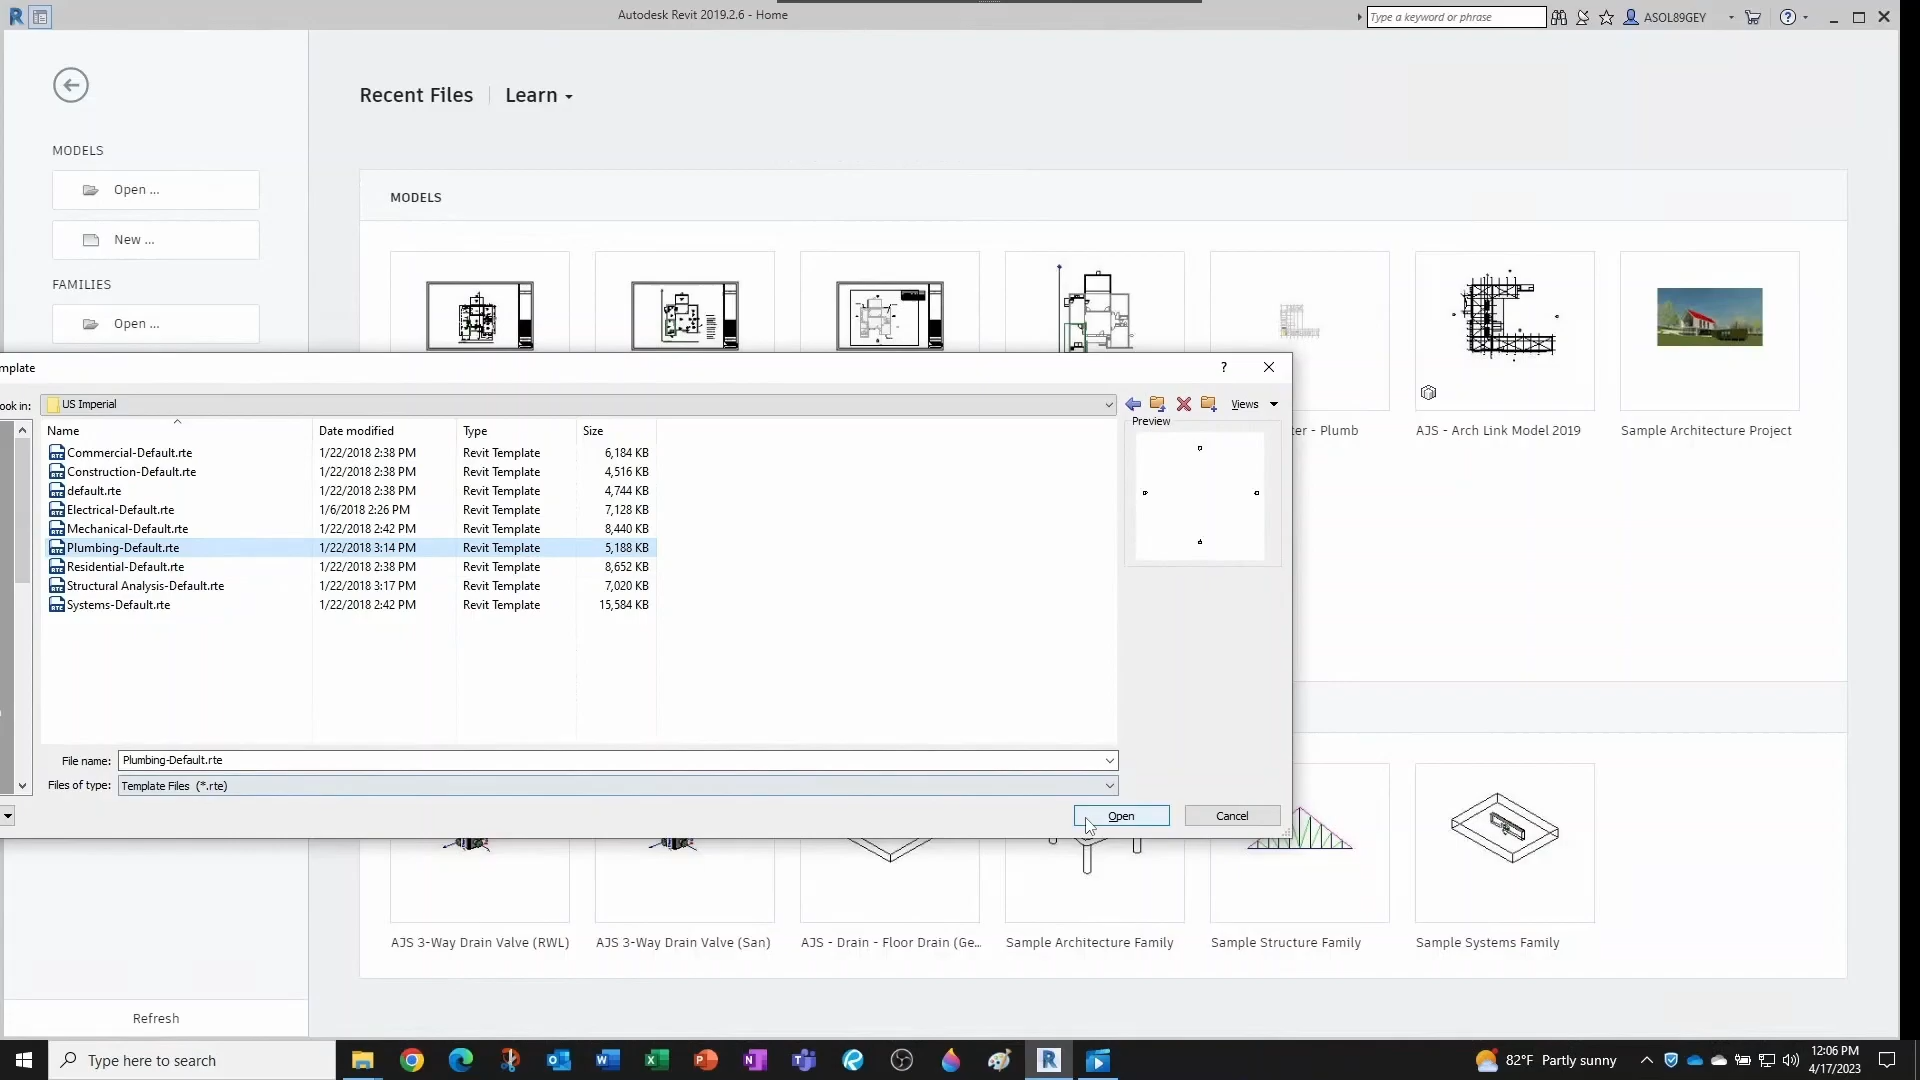 Autodesk Revit 2019.2.6 - Home
Type a keyword or phrase
ASOL89GEY
Recent Files
Learn
MODELS
Open ...
New ...
FAMILIES
Open ...
MODELS
ter - Plumb
AJS - Arch Link Model 2019
Sample Architecture Project
mplate
ook in:
US Imperial
Views
Preview
Name Date modified Type Size
Commercial-Default.rte 1/22/2018 2:38 PM Revit Template 6,184 KB
Construction-Default.rte 1/22/2018 2:38 PM Revit Template 4,516 KB
default.rte 1/22/2018 2:38 PM Revit Template 4,744 KB
Electrical-Default.rte 1/6/2018 2:26 PM Revit Template 7,128 KB
Mechanical-Default.rte 1/22/2018 2:42 PM Revit Template 8,440 KB
Plumbing-Default.rte 1/22/2018 3:14 PM Revit Template 5,188 KB
Residential-Default.rte 1/22/2018 2:38 PM Revit Template 8,652 KB
Structural Analysis-Default.rte 1/22/2018 3:17 PM Revit Template 7,020 KB
Systems-Default.rte 1/22/2018 2:42 PM Revit Template 15,584 KB
File name: Plumbing-Default.rte
Files of type: Template Files (*.rte)
Open
Cancel
AJS 3-Way Drain Valve (RWL)
AJS 3-Way Drain Valve (San)
AJS - Drain - Floor Drain (Ge...
Sample Architecture Family
Sample Structure Family
Sample Systems Family
Refresh
Type here to search
82°F Partly sunny
12:06 PM
4/17/2023